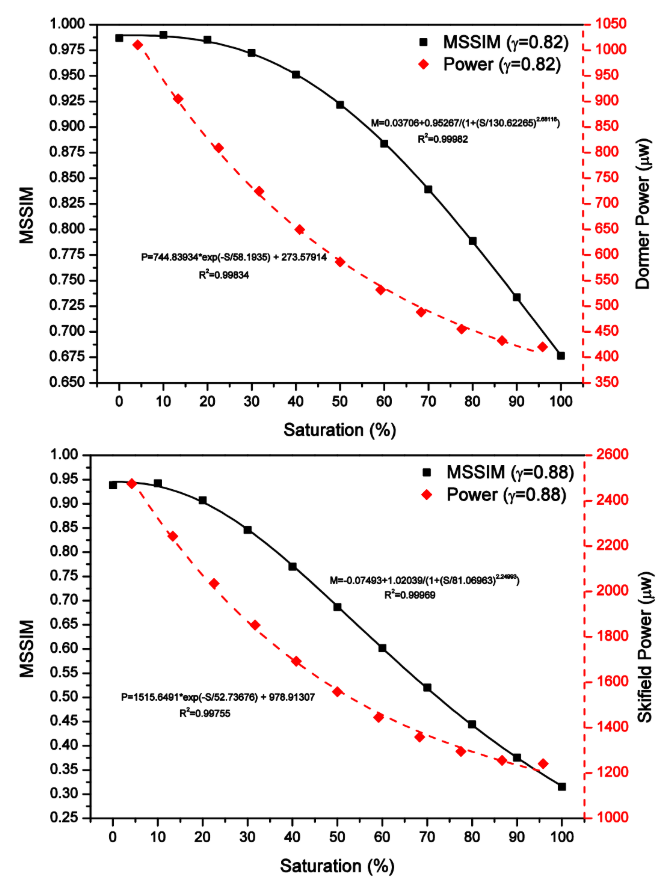 1.000
0.975
0.950
0.925
0.900
0.875
0.850
0.825
0.800
0.775
0.750
0.725
0.700
0.675
0.650
MSSIM
MSSIM (γ=0.82)
Power (γ=0.82)
M=0.03706+0.95267/(1+(S/130.62265)
R²=0.99982
P=744.83934*exp(-S/58.1935) + 273.57914
R²=0.99834
1050
1000
950
900
850
800
750
700
650
600
550
500
450
400
350
Dormer Power (μw)
0 10 20 30 40 50 60 70 80 90 100
Saturation (%)
1.00
0.95
0.90
0.85
0.80
0.75
0.70
0.65
0.60
0.55
0.50
0.45
0.40
0.35
0.30
0.25
MSSIM
MSSIM (γ=0.88)
Power (γ=0.88)
M=-0.07493+1.02039/(1+(S/81.06963)
R²=0.99969
P=1515.6491*exp(-S/52.73676) + 978.91307
R²=0.99755
2600
2400
2200
2000
1800
1600
1400
1200
1000
Skifield Power (μw)
0 10 20 30 40 50 60 70 80 90 100
Saturation (%)